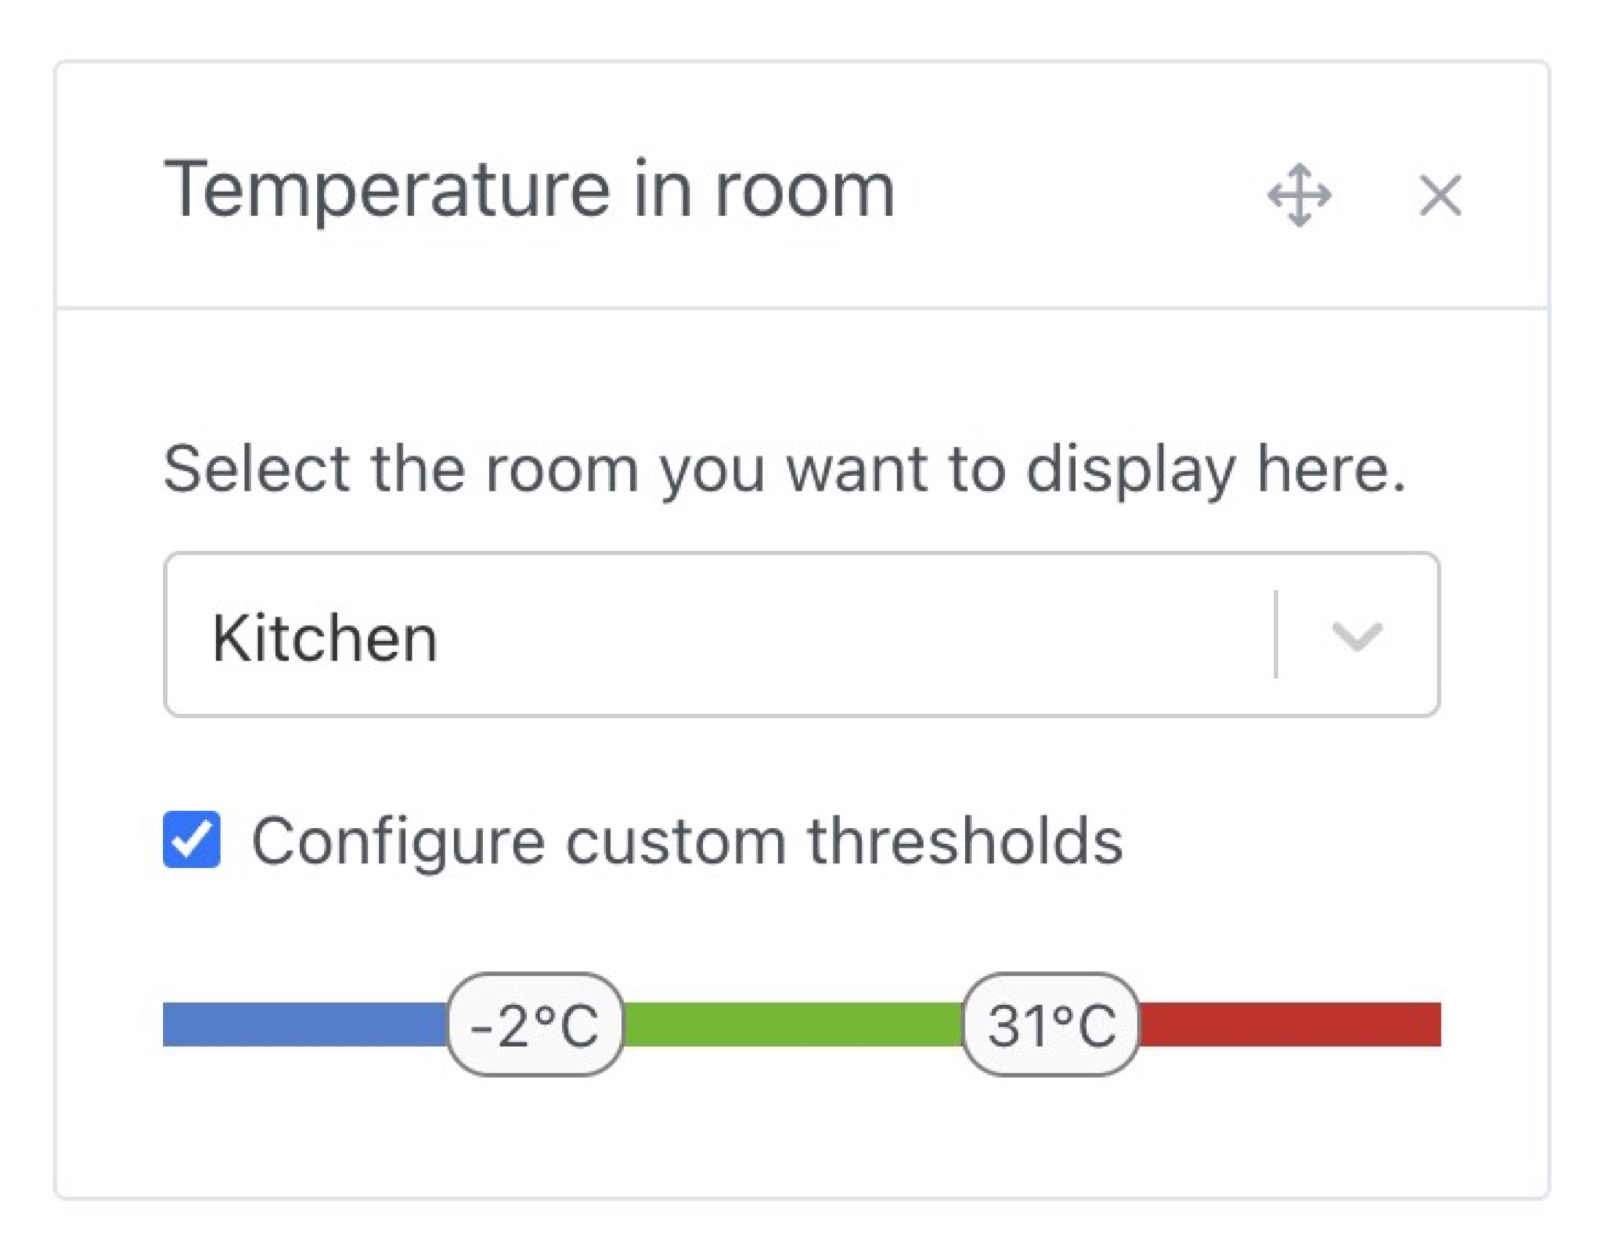 Temperature in room
Select the room you want to display here.
Kitchen
Configure custom thresholds
-2°C 31°C